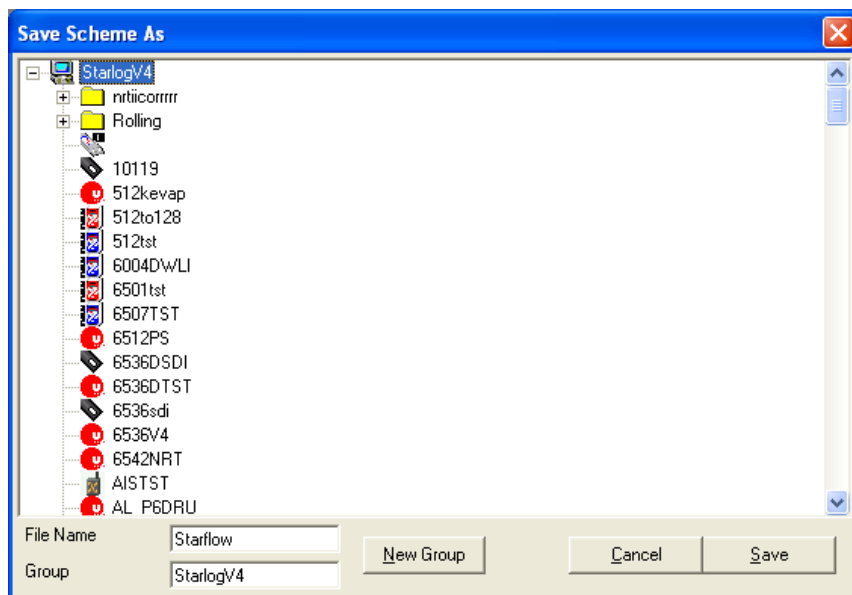 Save Scheme As
StarlogV4
nrtiicorrrrr
Rolling
10119
512kevap
512to128
512tst
6004DWLI
6501tst
6507TST
6512PS
6536DSDI
6536DTST
6536sdi
6536V4
6542NRT
AISTST
AL_P6DRU
File Name
Starflow
New Group
Cancel
Save
Group
StarlogV4